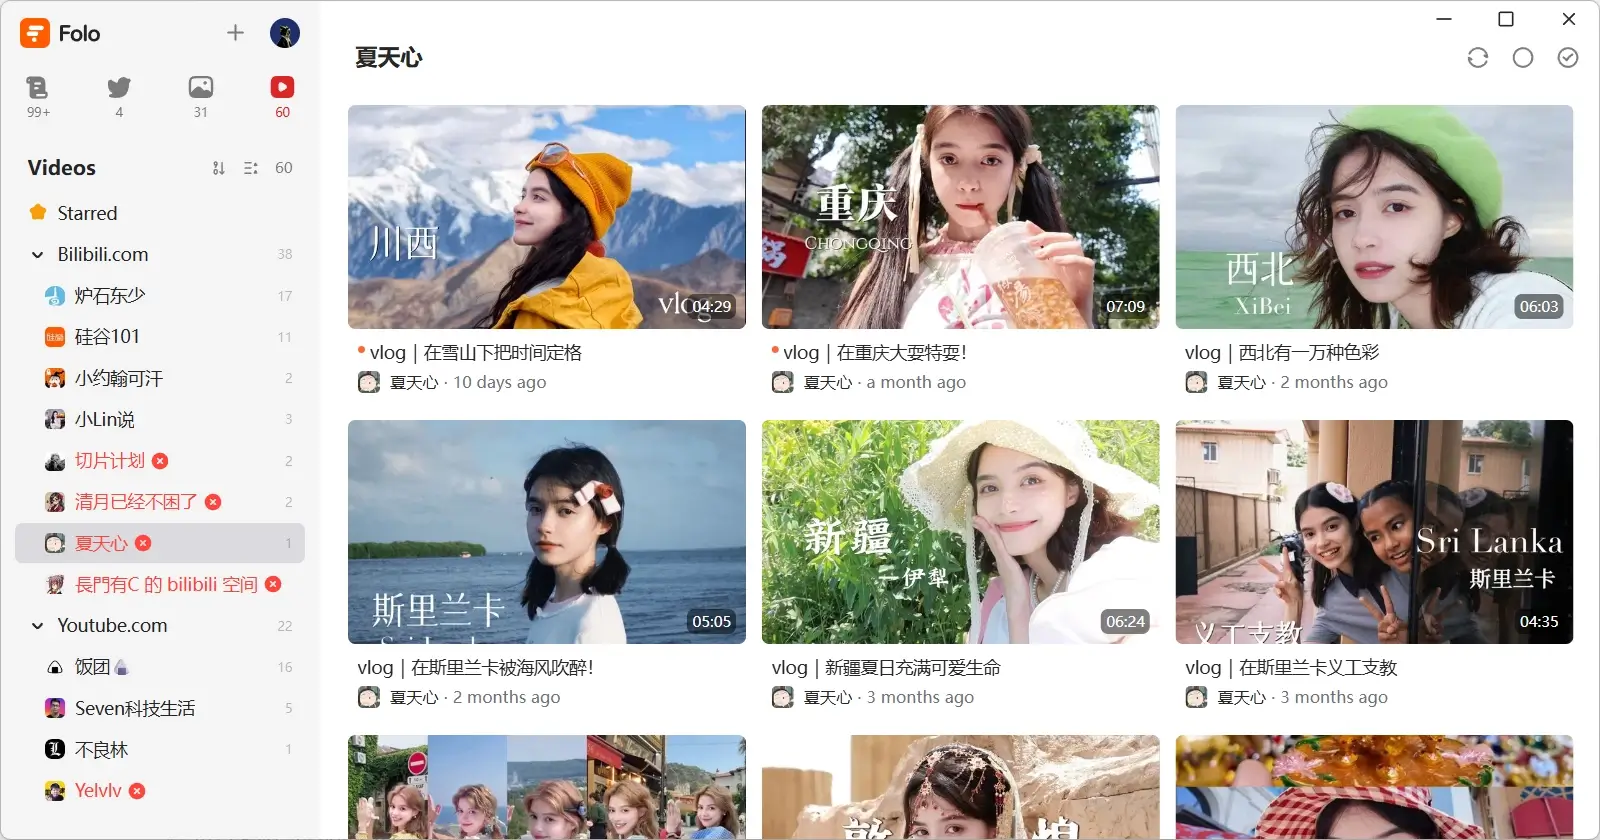 Folo
99+
4
31
60
Videos
60
Starred
Bilibili.com
38
炉石东少
17
硅谷101
11
小约翰可汗
2
小Lin说
3
切片计划
2
清月已经不困了
2
夏天心
1
長門有C 的 bilibili 空间
Youtube.com
22
饭团🍙
16
Seven科技生活
5
不良林
1
Yelvlv
夏天心
川西
vlog
04:29
vlog｜在雪山下把时间定格
夏天心 · 10 days ago
重庆
CHONGQING
07:09
vlog｜在重庆大耍特耍！
夏天心 · a month ago
西北
XiBei
06:03
vlog｜西北有一万种色彩
夏天心 · 2 months ago
斯里兰卡
05:05
vlog｜在斯里兰卡被海风吹醉！
夏天心 · 2 months ago
新疆
—伊犁
06:24
vlog｜新疆夏日充满可爱生命
夏天心 · 3 months ago
Sri Lanka
斯里兰卡
义工支教
04:35
vlog｜在斯里兰卡义工支教
夏天心 · 3 months ago
敦煌